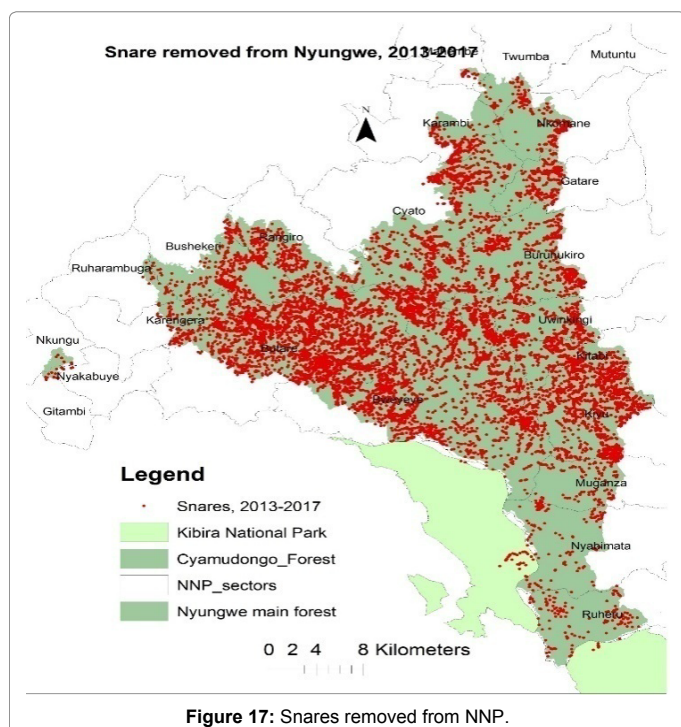 Snare removed from Nyungwe, 2013-2017
Twumba
Mutuntu
N
Karambi
Nkomane
Gatare
Cyato
Rangiro
Busheken
Buruhukiro
Ruharambuga
Karengera
Uwinkingi
Nkungu
Kitabi
Nyakabuye
Gitambi
Muganza
Nyabimata
Ruheru
Legend
Snares, 2013-2017
Kibira National Park
Cyamudongo_Forest
NNP_sectors
Nyungwe main forest
0 2 4 8 Kilometers
Figure 17: Snares removed from NNP.